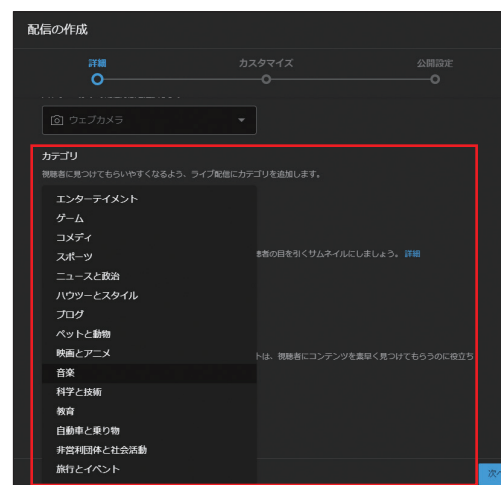 配信の作成
詳細
カスタマイズ
公開設定
ウェブカメラ
カテゴリ
視聴者に見つけてもらいやすくなるよう、ライブ配信にカテゴリを追加します。
エンターテイメント
ゲーム
コメディ
スポーツ
者の目を引くサムネイルにしましょう。 詳細
ニュースと政治
ハウツーとスタイル
ブログ
ペットと動物
映画とアニメ
トは、視聴者にコンテンツを素早く見つけてもらうのに役立ち
音楽
科学と技術
教育
自動車と乗り物
非営利団体と社会活動
旅行とイベント
次へ